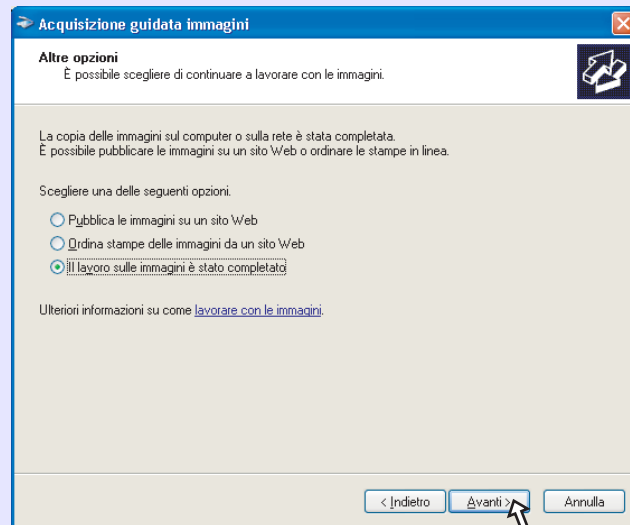 Acquisizione guidata immagini
Altre opzioni
È possibile scegliere di continuare a lavorare con le immagini.
La copia delle immagini sul computer o sulla rete è stata completata.
È possibile pubblicare le immagini su un sito Web o ordinare le stampe in linea.
Scegliere una delle seguenti opzioni.
Pubblica le immagini su un sito Web
Ordina stampe delle immagini da un sito Web
Il lavoro sulle immagini è stato completato
Ulteriori informazioni su come lavorare con le immagini.
< Indietro Avanti > Annulla